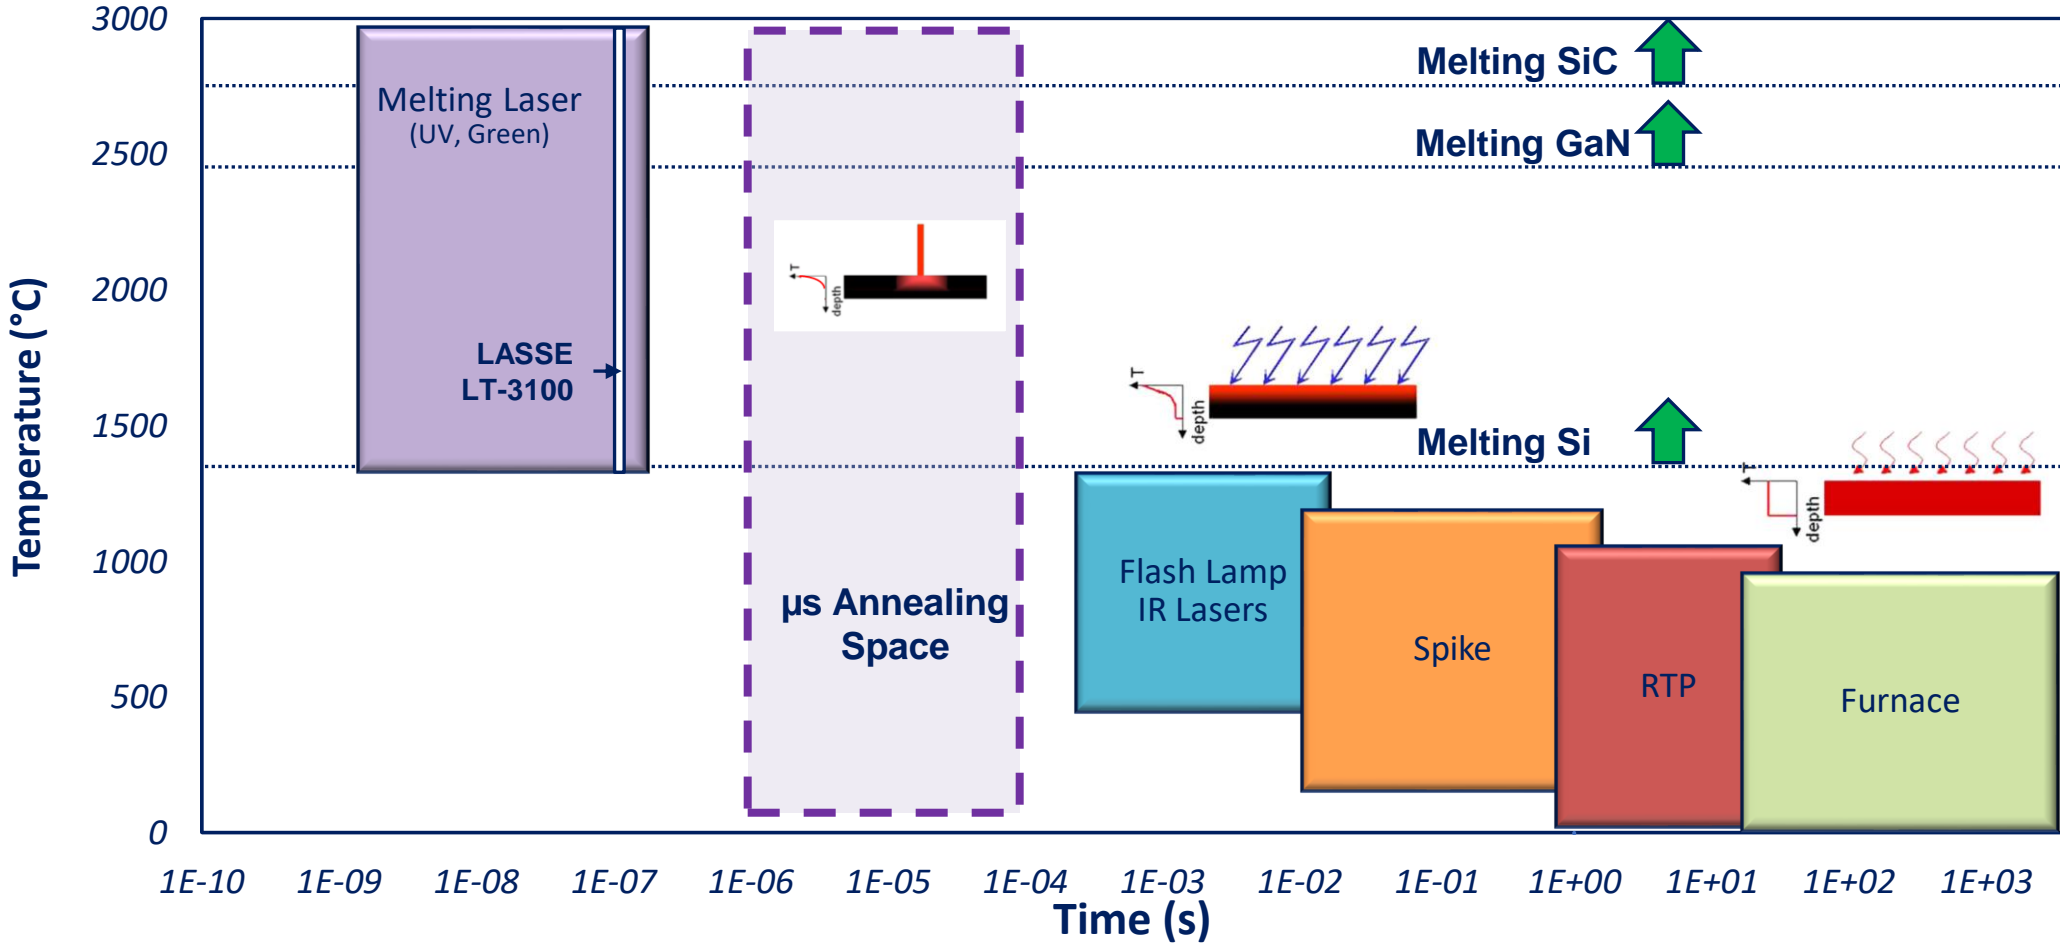 3000
2500
2000
1500
1000
500
0
Temperature (°C)
Melting Laser
(UV, Green)
LASSE
LT-3100
T
depth
µs Annealing
Space
Melting SiC
Melting GaN
T
depth
Melting Si
T
depth
Flash Lamp
IR Lasers
Spike
RTP
Furnace
1E-10 1E-09 1E-08 1E-07 1E-06 1E-05 1E-04 1E-03 1E-02 1E-01 1E+00 1E+01 1E+02 1E+03
Time (s)